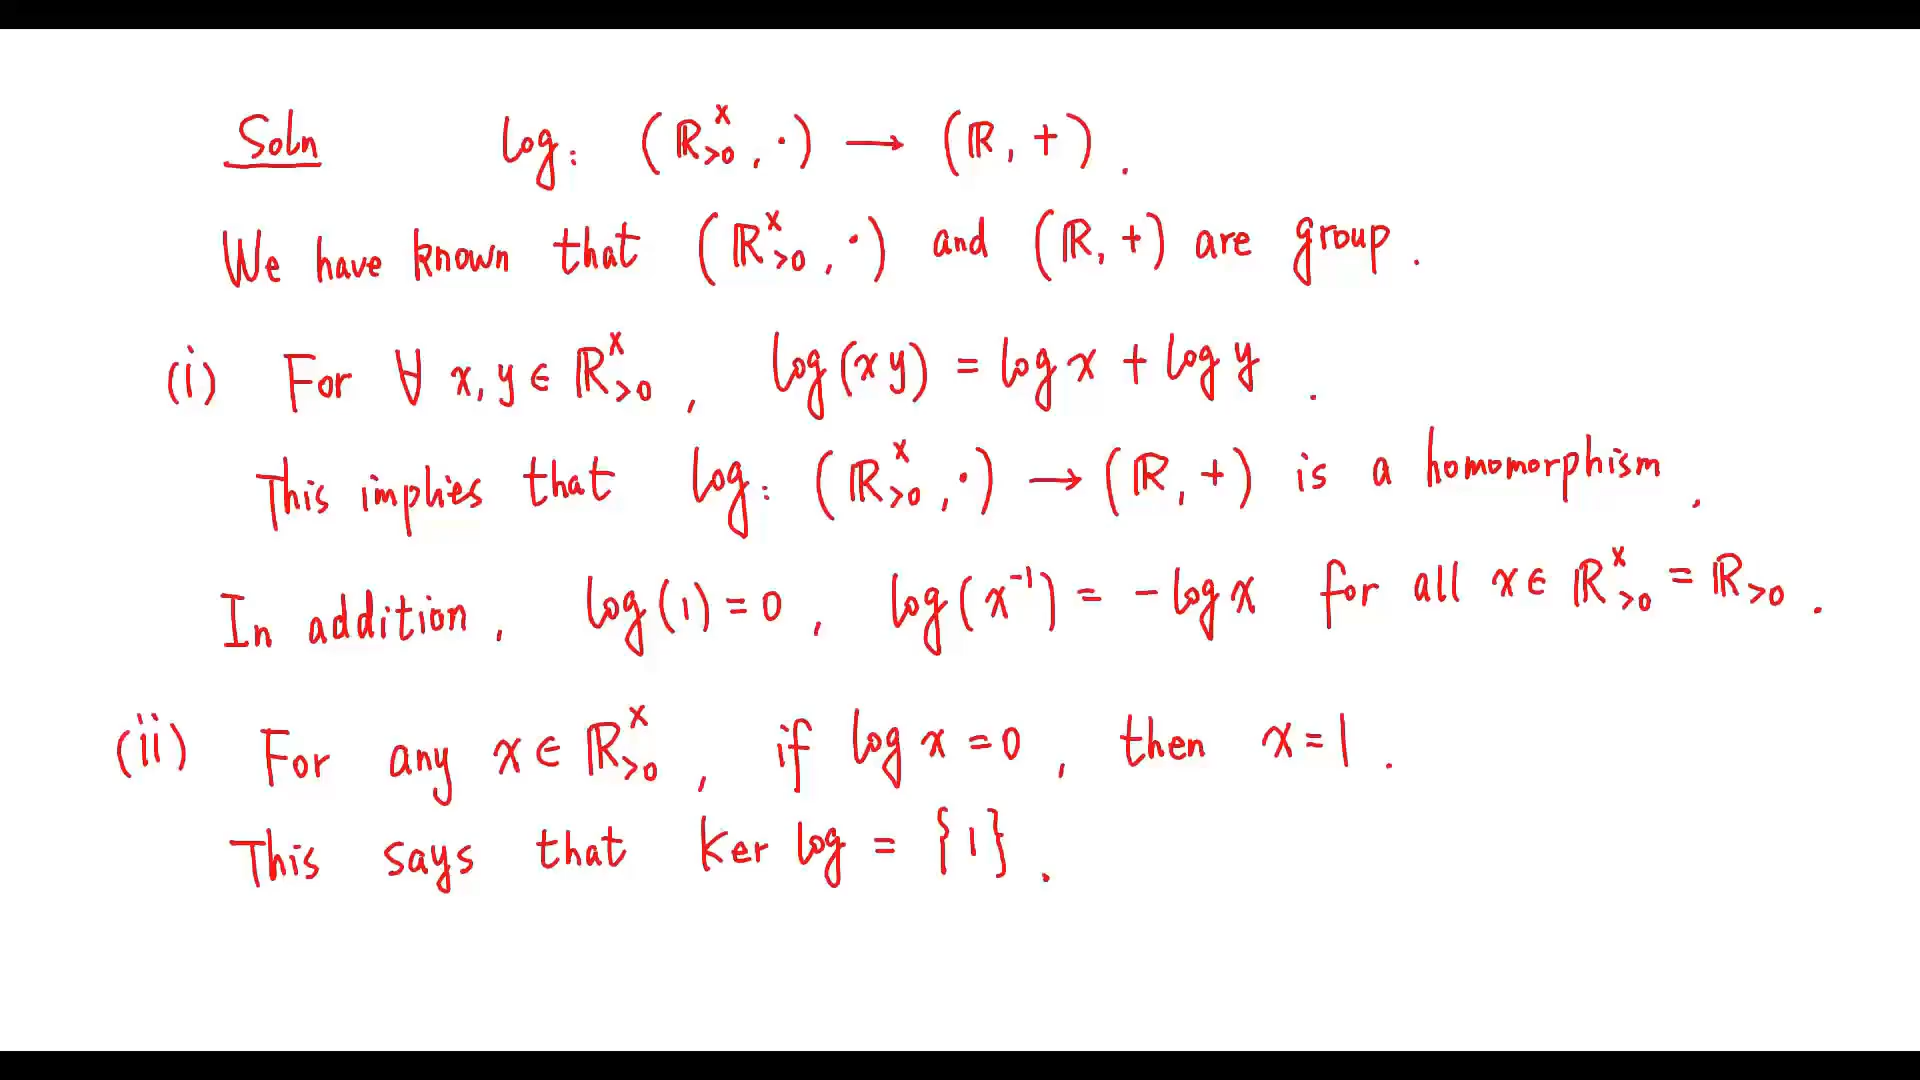 Soln log: (ℝ^×_{>0}, ·) ⟶ (ℝ, +).
We have known that (ℝ^×_{>0}, ·) and (ℝ, +) are group.
(i) For ∀ x, y ∈ ℝ^×_{>0}, log(xy) = log x + log y.
This implies that log: (ℝ^×_{>0}, ·) ⟶ (ℝ, +) is a homomorphism.
In addition, log(1) = 0, log(x^{-1}) = -log x for all x ∈ ℝ^×_{>0} = ℝ_{>0}.
(ii) For any x ∈ ℝ^×_{>0}, if log x = 0, then x = 1.
This says that Ker log = {1}.